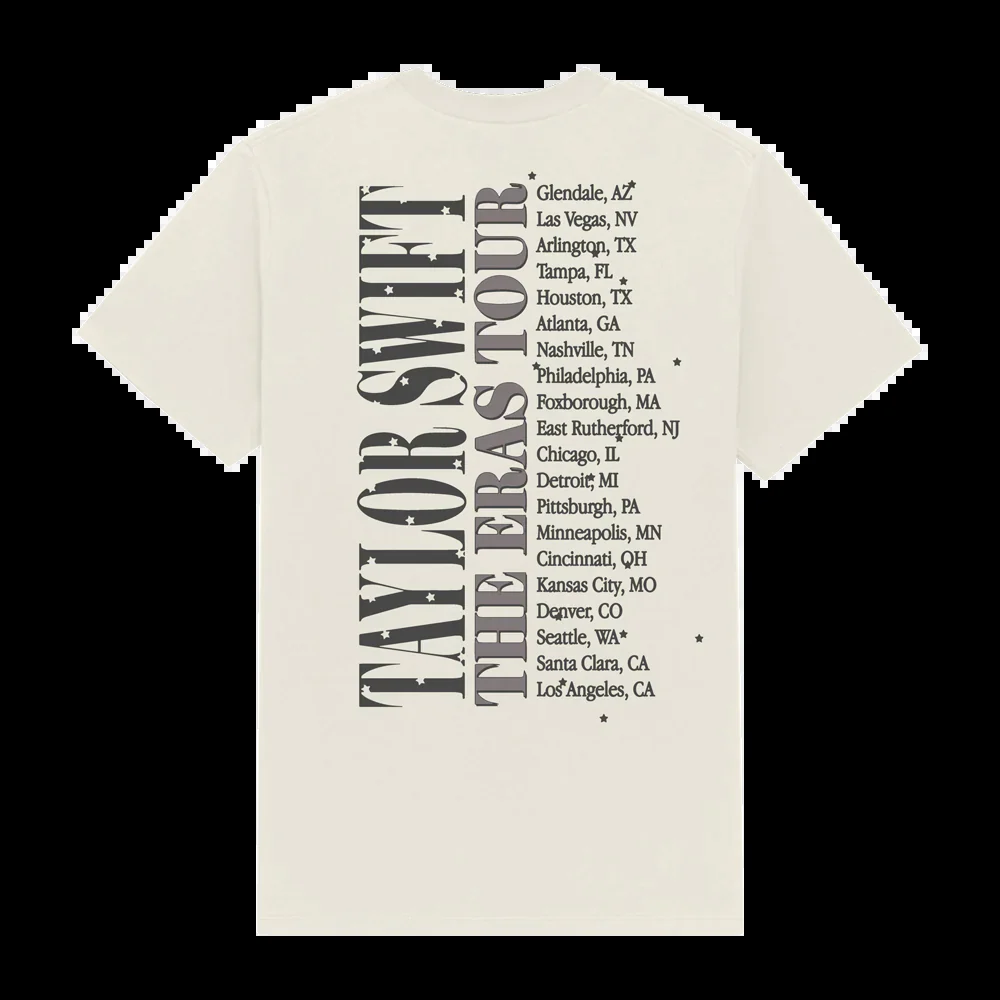 TAYLOR SWIFT
THE ERAS TOUR
Glendale, AZ
Las Vegas, NV
Arlington, TX
Tampa, FL
Houston, TX
Atlanta, GA
Nashville, TN
Philadelphia, PA
Foxborough, MA
East Rutherford, NJ
Chicago, IL
Detroit, MI
Pittsburgh, PA
Minneapolis, MN
Cincinnati, OH
Kansas City, MO
Denver, CO
Seattle, WA
Santa Clara, CA
Los Angeles, CA